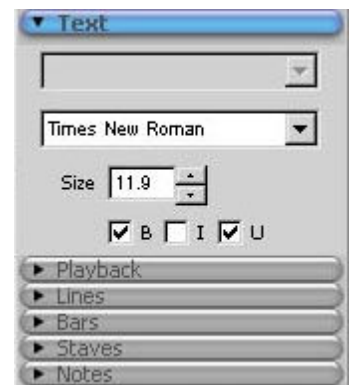 Text
Times New Roman
Size 11.9
B I U
Playback
Lines
Bars
Staves
Notes